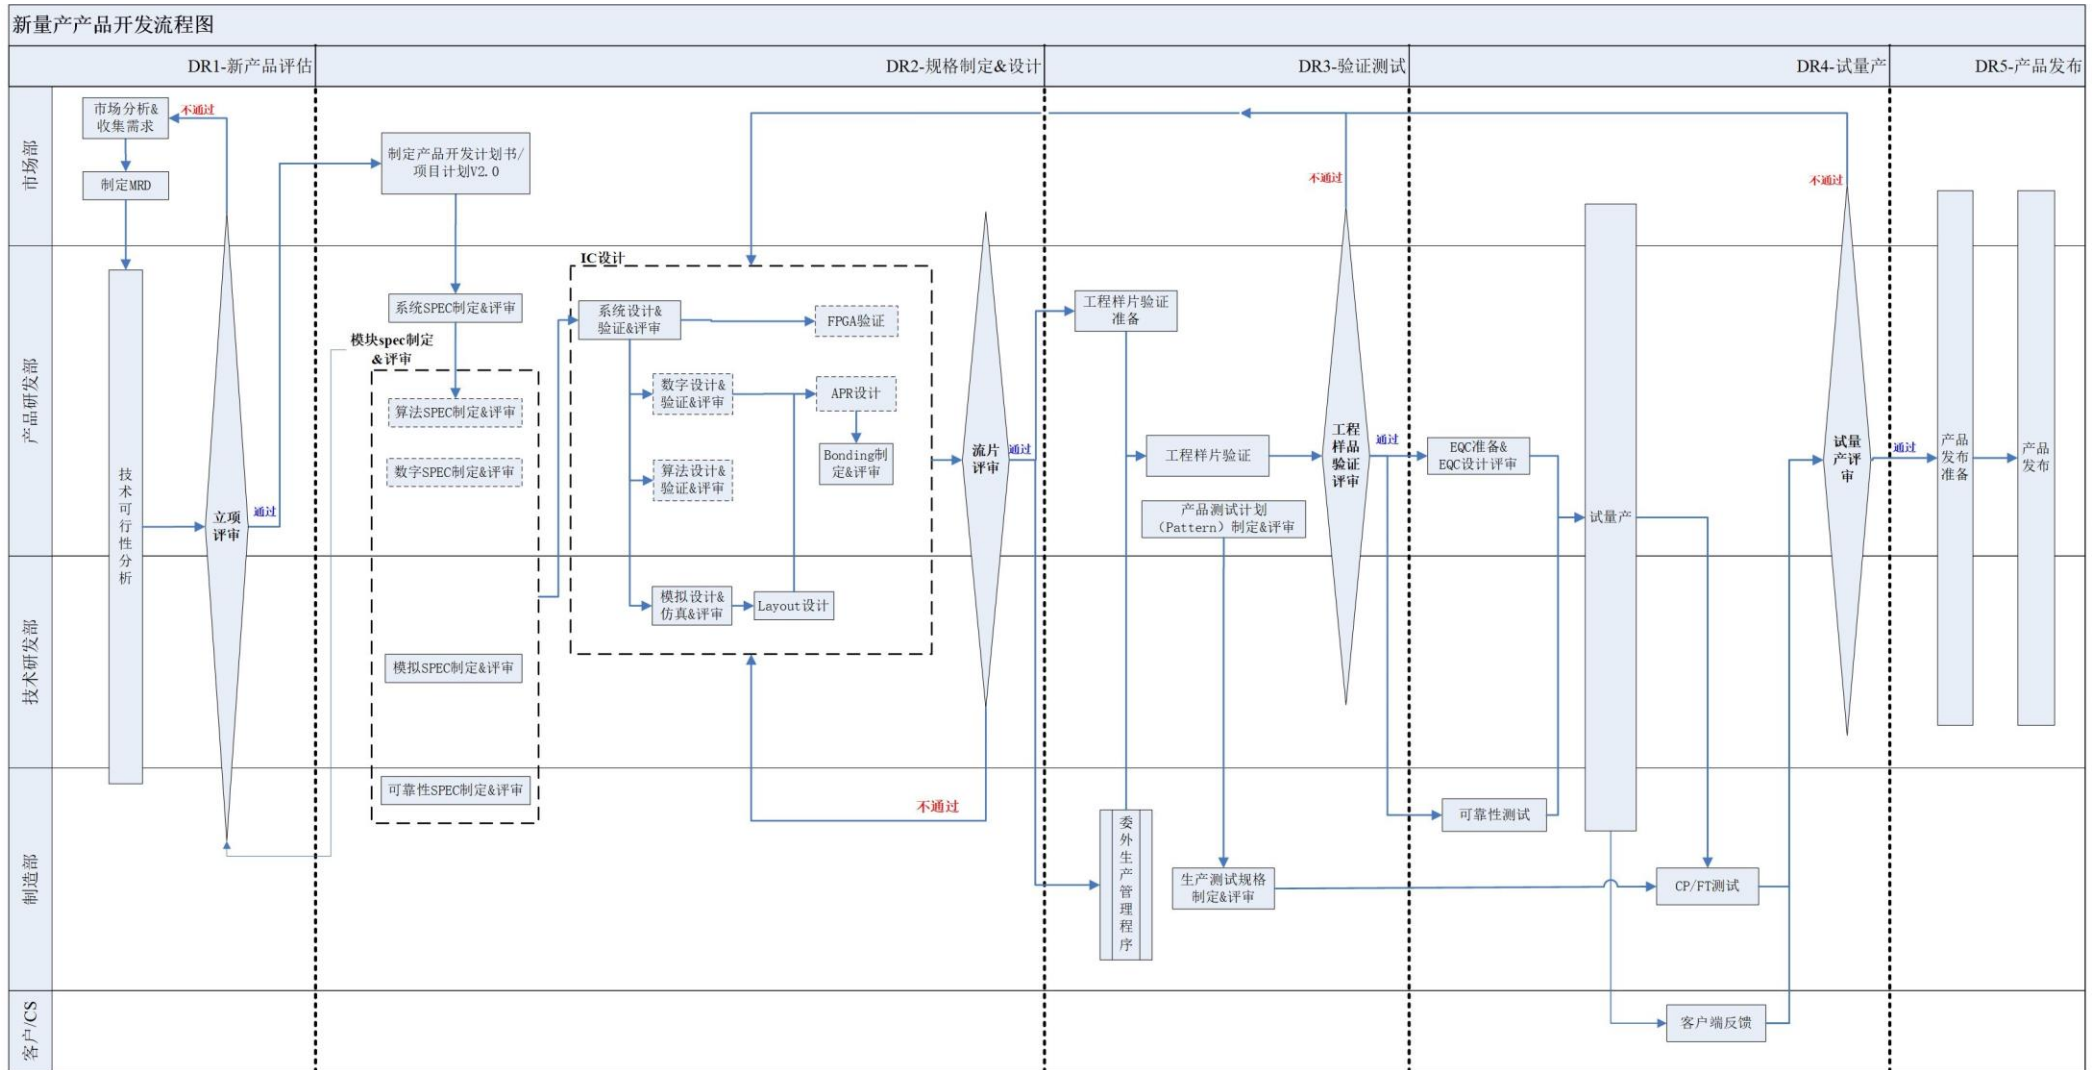 新量产产品开发流程图
DR1-新产品评估
DR2-规格制定&设计
DR3-验证测试
DR4-试量产
DR5-产品发布
市场部
市场分析&
收集需求
不通过
制定MRD
制定产品开发计划书/
项目计划V2.0
不通过
不通过
产品研发部
技术可行性分析
立项
评审
通过
系统SPEC制定&评审
模块spec制定
&评审
算法SPEC制定&评审
数字SPEC制定&评审
IC设计
系统设计&
验证&评审
FPGA验证
数字设计&
验证&评审
APR设计
算法设计&
验证&评审
Bonding制
定&评审
流片
评审
通过
工程样片验证
准备
工程样片验证
产品测试计划
（Pattern）制定&评审
工程
样品
验证
评审
通过
EQC准备&
EQC设计评审
试量产
试量
产评
审
通过
产品
发布
准备
产品
发布
技术研发部
模拟SPEC制定&评审
模拟设计&
仿真&评审
Layout设计
制造部
可靠性SPEC制定&评审
不通过
委外生产管理程序
生产测试规格
制定&评审
可靠性测试
CP/FT测试
客户/CS
客户端反馈